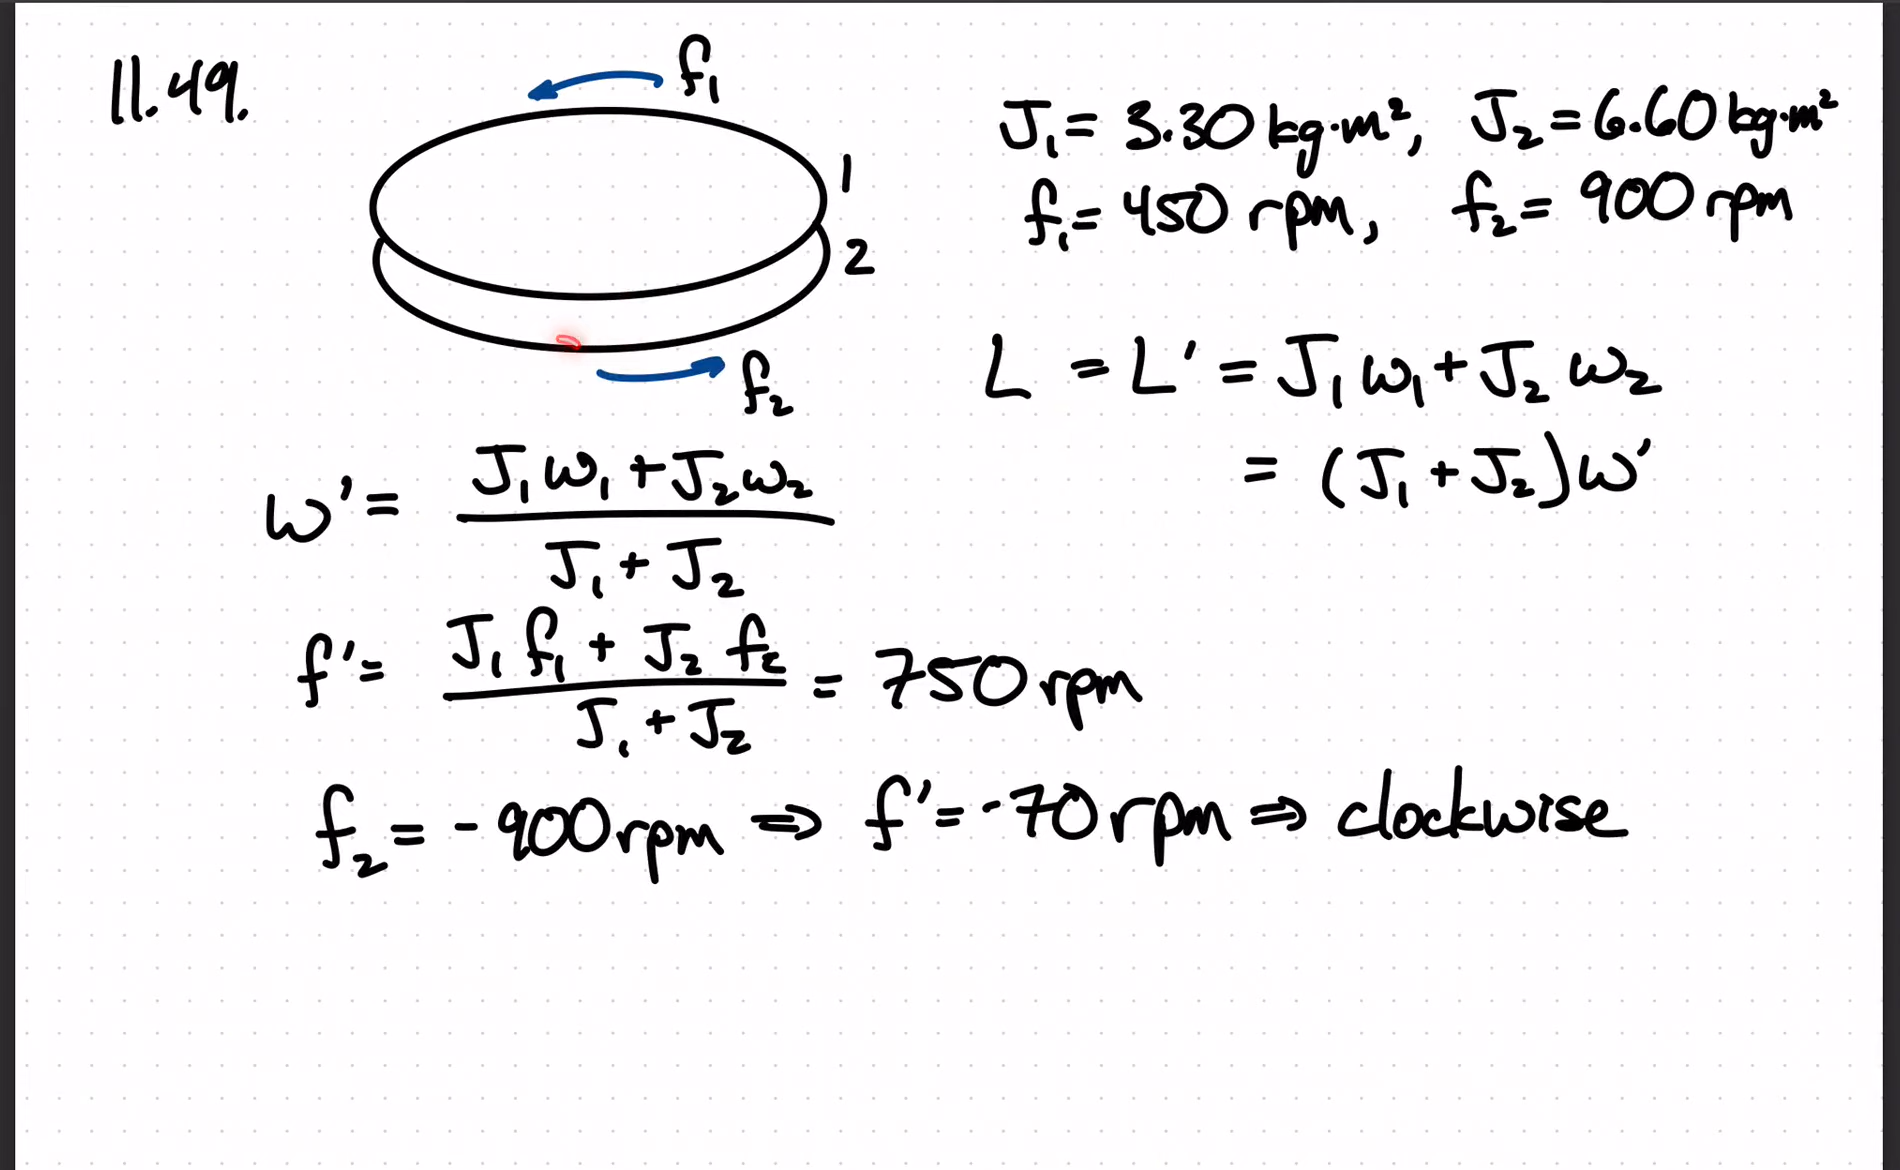 11.49.
f₁
1
2
f₂
J₁ = 3.30 kg·m², J₂ = 6.60 kg·m²
f₁ = 450 rpm, f₂ = 900 rpm
L = L' = J₁ω₁ + J₂ω₂
= (J₁ + J₂)ω'
ω' = (J₁ω₁ + J₂ω₂) / (J₁ + J₂)
f' = (J₁f₁ + J₂f₂) / (J₁ + J₂) = 750 rpm
f₂ = -900 rpm ⇒ f' = -70 rpm ⇒ clockwise